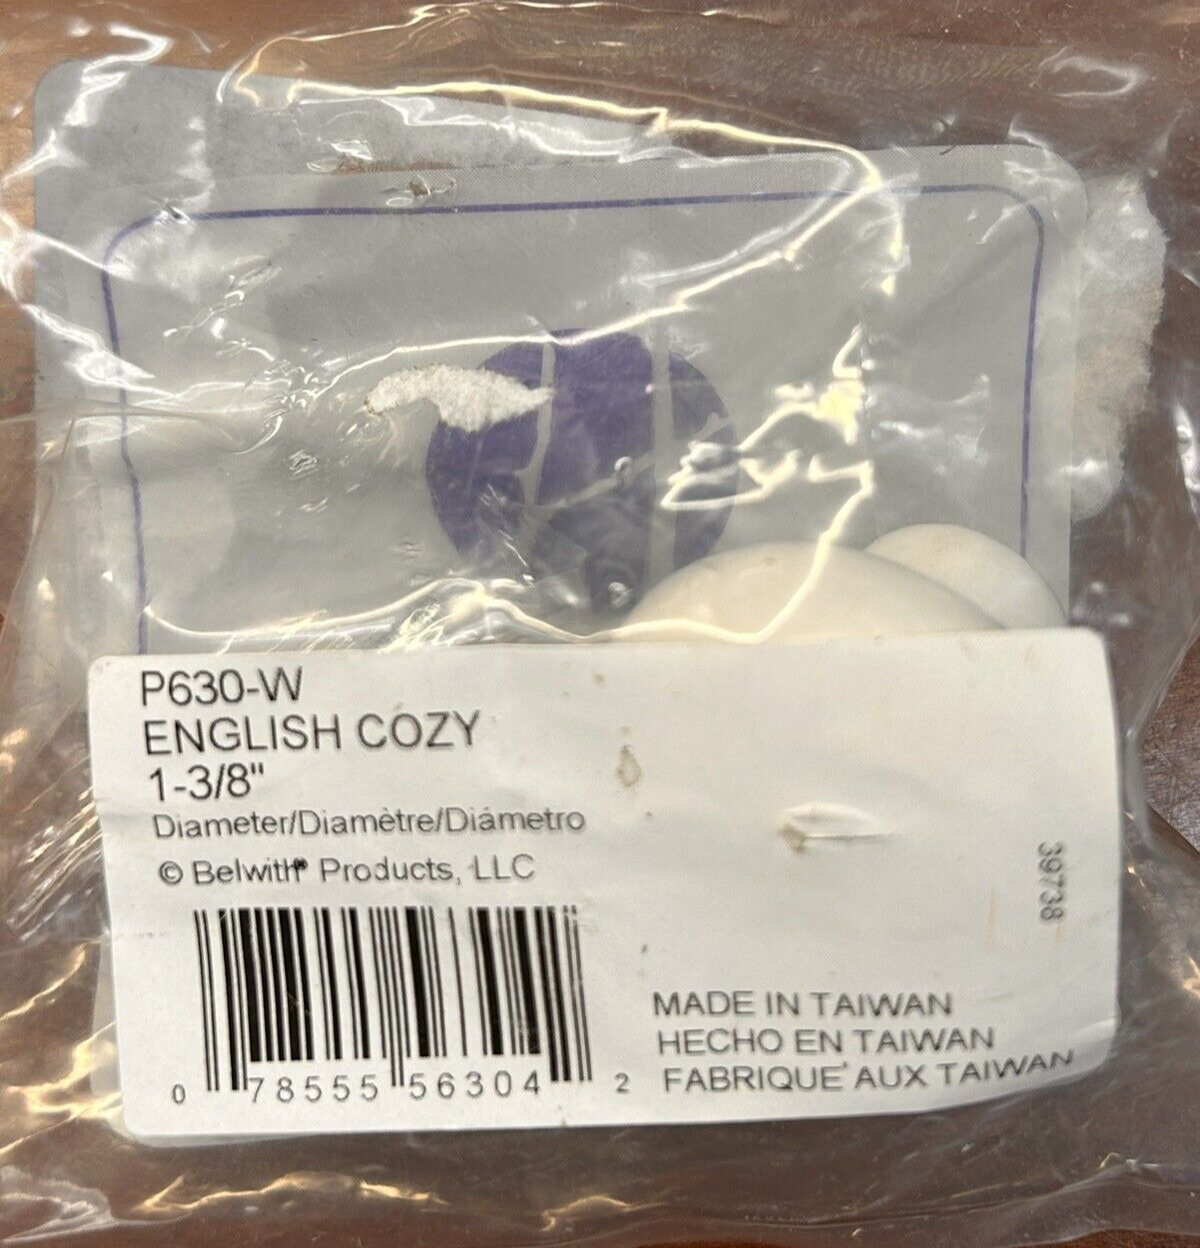 P630-W
ENGLISH COZY
1-3/8"
Diameter/Diamètre/Diámetro
© Belwith® Products, LLC
39738
0 78555 56304 2
MADE IN TAIWAN
HECHO EN TAIWAN
FABRIQUE' AUX TAIWAN